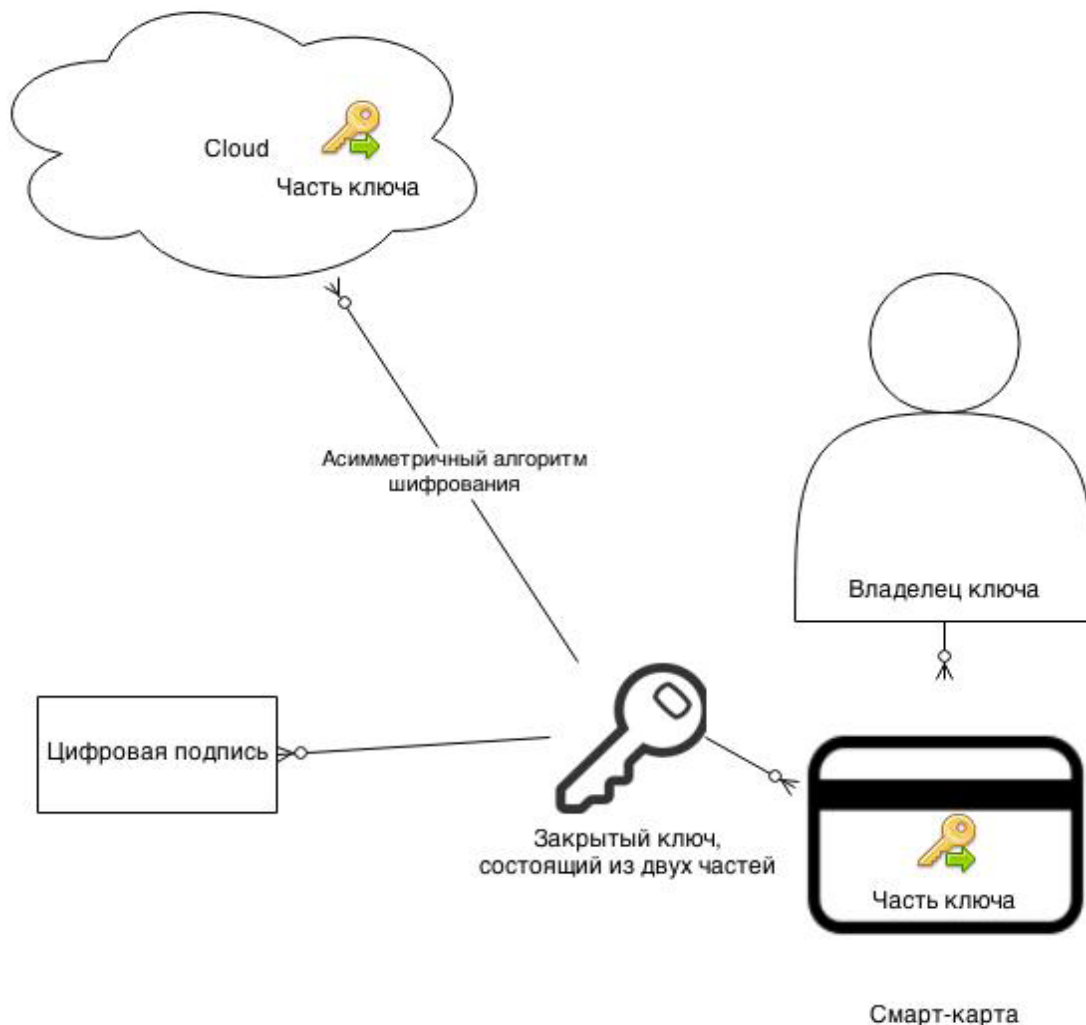 Cloud
Часть ключа
Асимметричный алгоритм
шифрования
Владелец ключа
Цифровая подпись
Закрытый ключ,
состоящий из двух частей
Часть ключа
Смарт-карта